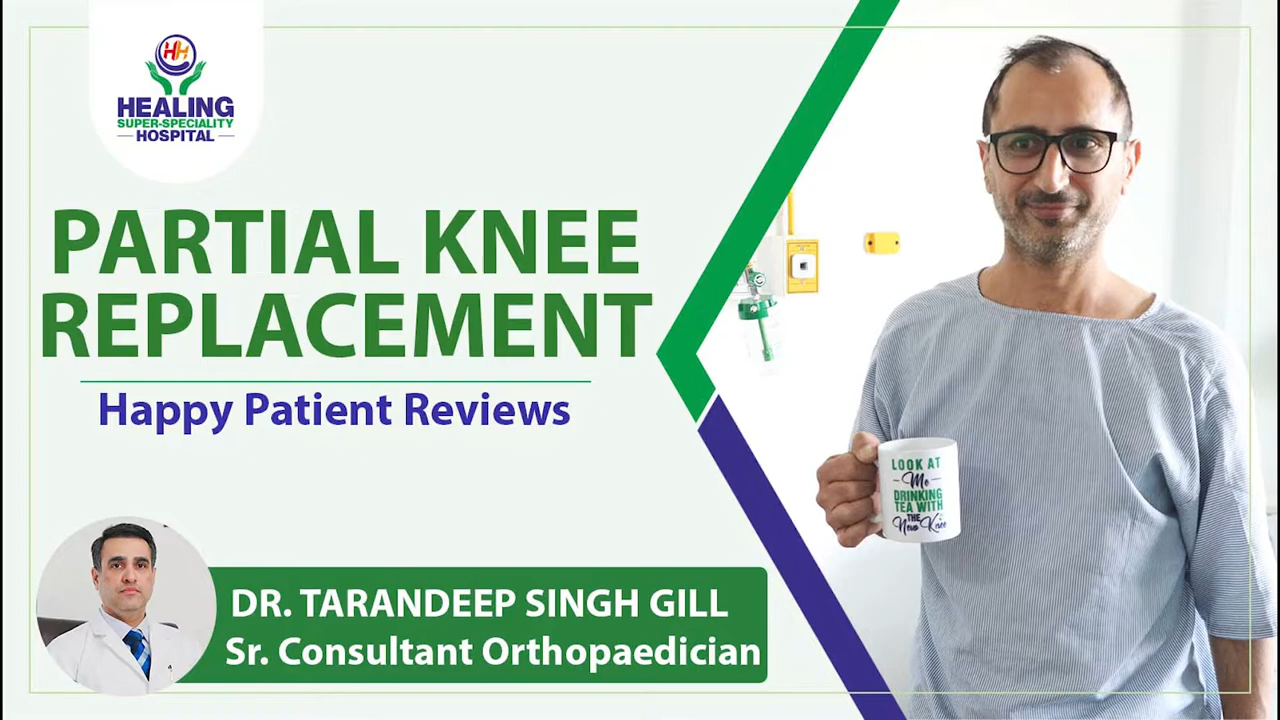 HH
HEALING
SUPER-SPECIALITY
HOSPITAL
PARTIAL KNEE
REPLACEMENT
Happy Patient Reviews
LOOK AT
Me
DRINKING
TEA WITH
THE
New Knee
DR. TARANDEEP SINGH GILL
Sr. Consultant Orthopaedician